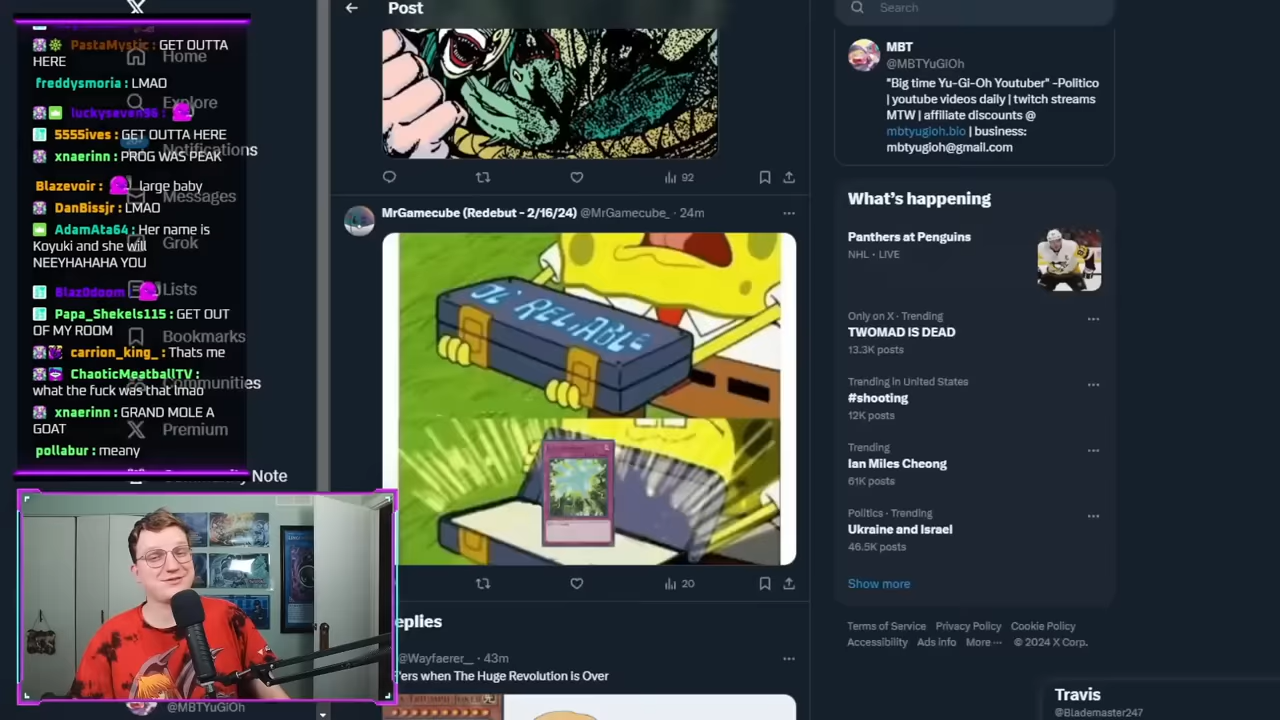 PastaMystic : GET OUTTA
HERE
freddysmoria : LMAO
luckyseven96 :
5555ives : GET OUTTA HERE
xnaerinn : PROG WAS PEAK
Blazevoir : large baby
DanBissjr : LMAO
AdamAta64 : Her name is
Koyuki and she will
NEEYHAHAHA YOU
BlazDdoom
Papa_Shekels115 : GET OUT
OF MY ROOM
carrion_king_ : Thats me
ChaoticMeatballTV :
what the fuck was that lmao
xnaerinn : GRAND MOLE A
GOAT
pollabur : meany
Home
Explore
Notifications
Messages
Grok
Lists
Bookmarks
Communities
Premium
Community Note
@MBTYuGiOh
Post
92
MrGamecube (Redebut - 2/16/24) @MrGamecube_ · 24m
OL' RELIABLE
20
eplies
@Wayfaerer__ · 43m
'ers when The Huge Revolution is Over
Search
MBT
@MBTYuGiOh
"Big time Yu-Gi-Oh Youtuber" -Politico
| youtube videos daily | twitch streams
MTW | affiliate discounts @
mbtyugioh.bio | business:
mbtyugioh@gmail.com
What's happening
Panthers at Penguins
NHL · LIVE
Only on X · Trending
TWOMAD IS DEAD
13.3K posts
Trending in United States
#shooting
12K posts
Trending
Ian Miles Cheong
61K posts
Politics · Trending
Ukraine and Israel
46.5K posts
Show more
Terms of Service Privacy Policy Cookie Policy
Accessibility Ads info More ··· © 2024 X Corp.
Travis
@Blademaster247